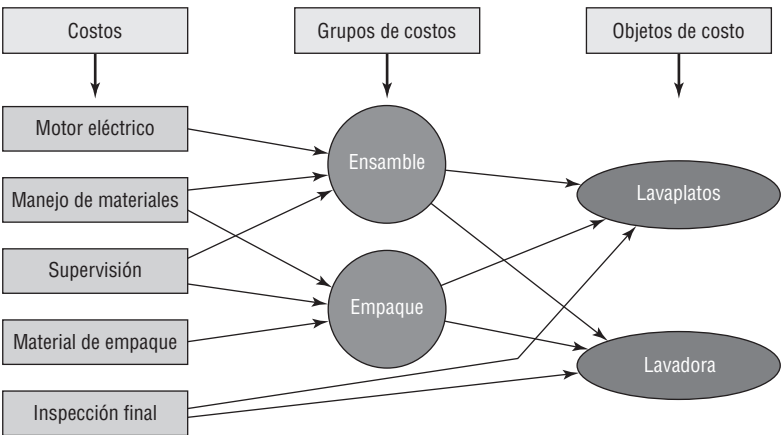 Costos
Grupos de costos
Objetos de costo
Motor eléctrico
Manejo de materiales
Supervisión
Material de empaque
Inspección final
Ensamble
Empaque
Lavaplatos
Lavadora